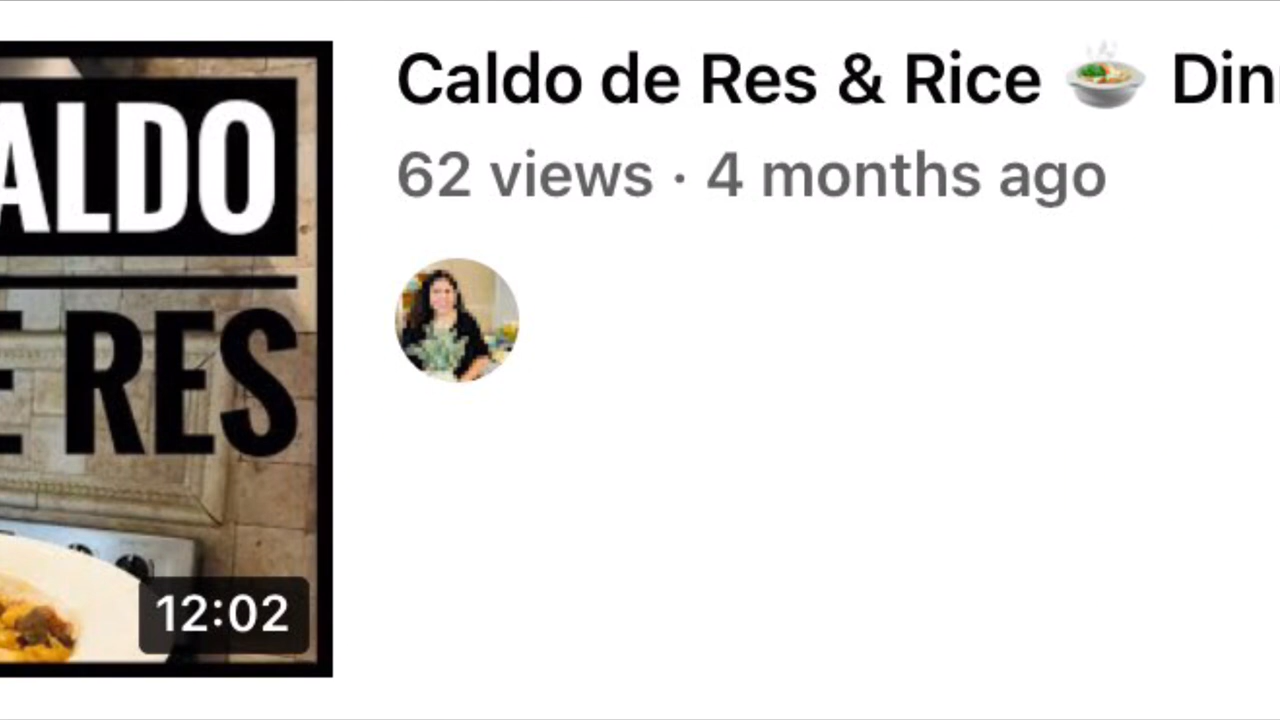 ALDO
RES
12:02
Caldo de Res & Rice 🍲
62 views · 4 months ago